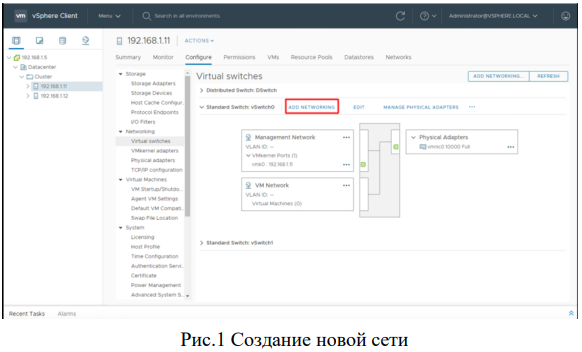 vm vSphere Client Menu Search in all environments Administrator@VSPHERE.LOCAL
192.168.1.5
Datacenter
Cluster
192.168.1.11
192.168.1.12
192.168.1.11 ACTIONS
Summary Monitor Configure Permissions VMs Resource Pools Datastores Networks
Storage
Storage Adapters
Storage Devices
Host Cache Configur...
Protocol Endpoints
I/O Filters
Networking
Virtual switches
VMkernel adapters
Physical adapters
TCP/IP configuration
Virtual Machines
VM Startup/Shutdo...
Agent VM Settings
Default VM Compati...
Swap File Location
System
Licensing
Host Profile
Time Configuration
Authentication Servi...
Certificate
Power Management
Advanced System S...
Virtual switches ADD NETWORKING... REFRESH
Distributed Switch: DSwitch
Standard Switch: vSwitch0 ADD NETWORKING EDIT MANAGE PHYSICAL ADAPTERS ...
Management Network ...
VLAN ID: --
VMkernel Ports (1)
vmk0 : 192.168.1.11
VM Network ...
VLAN ID: --
Virtual Machines (0)
Physical Adapters
vmnic0 10000 Full ...
Standard Switch: vSwitch1
Recent Tasks Alarms
Рис.1 Создание новой сети